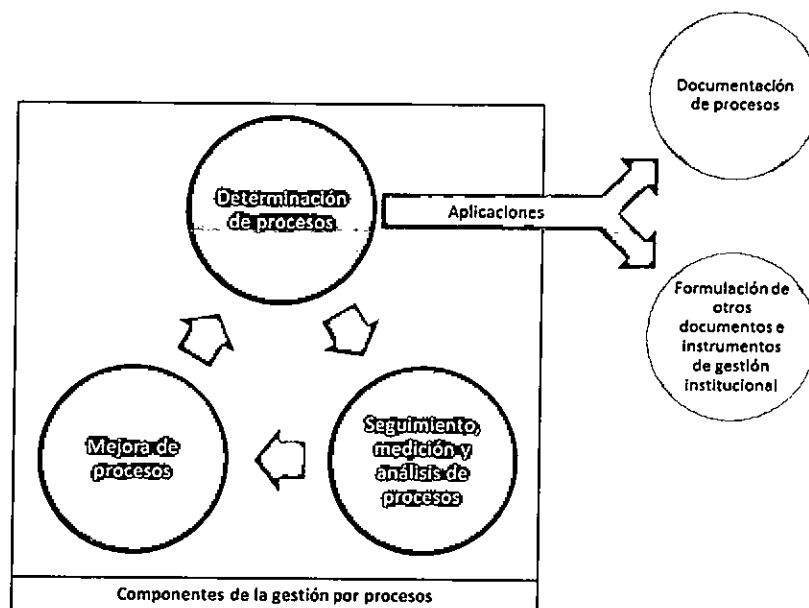 Documentación
de procesos
Determinación
de procesos
Aplicaciones
Formulación de
otros
documentos e
instrumentos
de gestión
institucional
Mejora de
procesos
Seguimiento,
medición y
análisis de
procesos
Componentes de la gestión por procesos